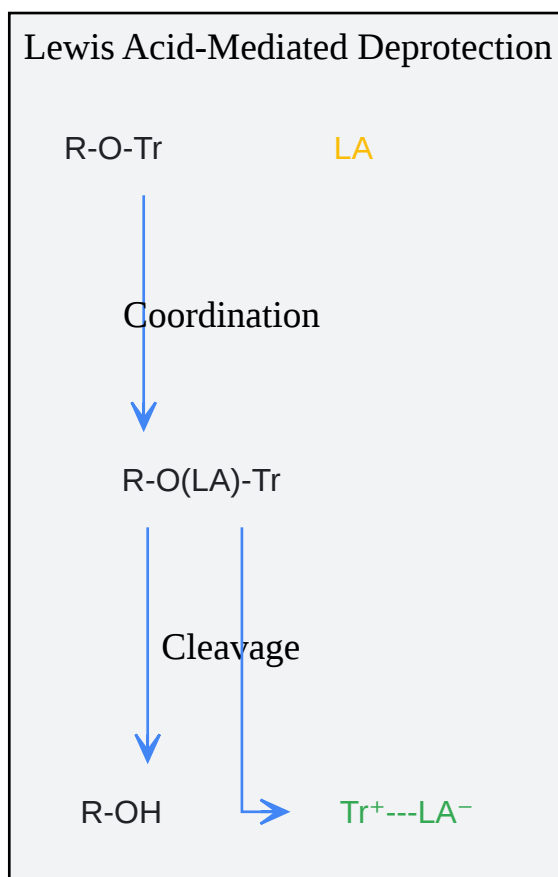 Lewis Acid-Mediated Deprotection
R-O-Tr LA
Coordination
R-O(LA)-Tr
Cleavage
R-OH Tr⁺---LA⁻